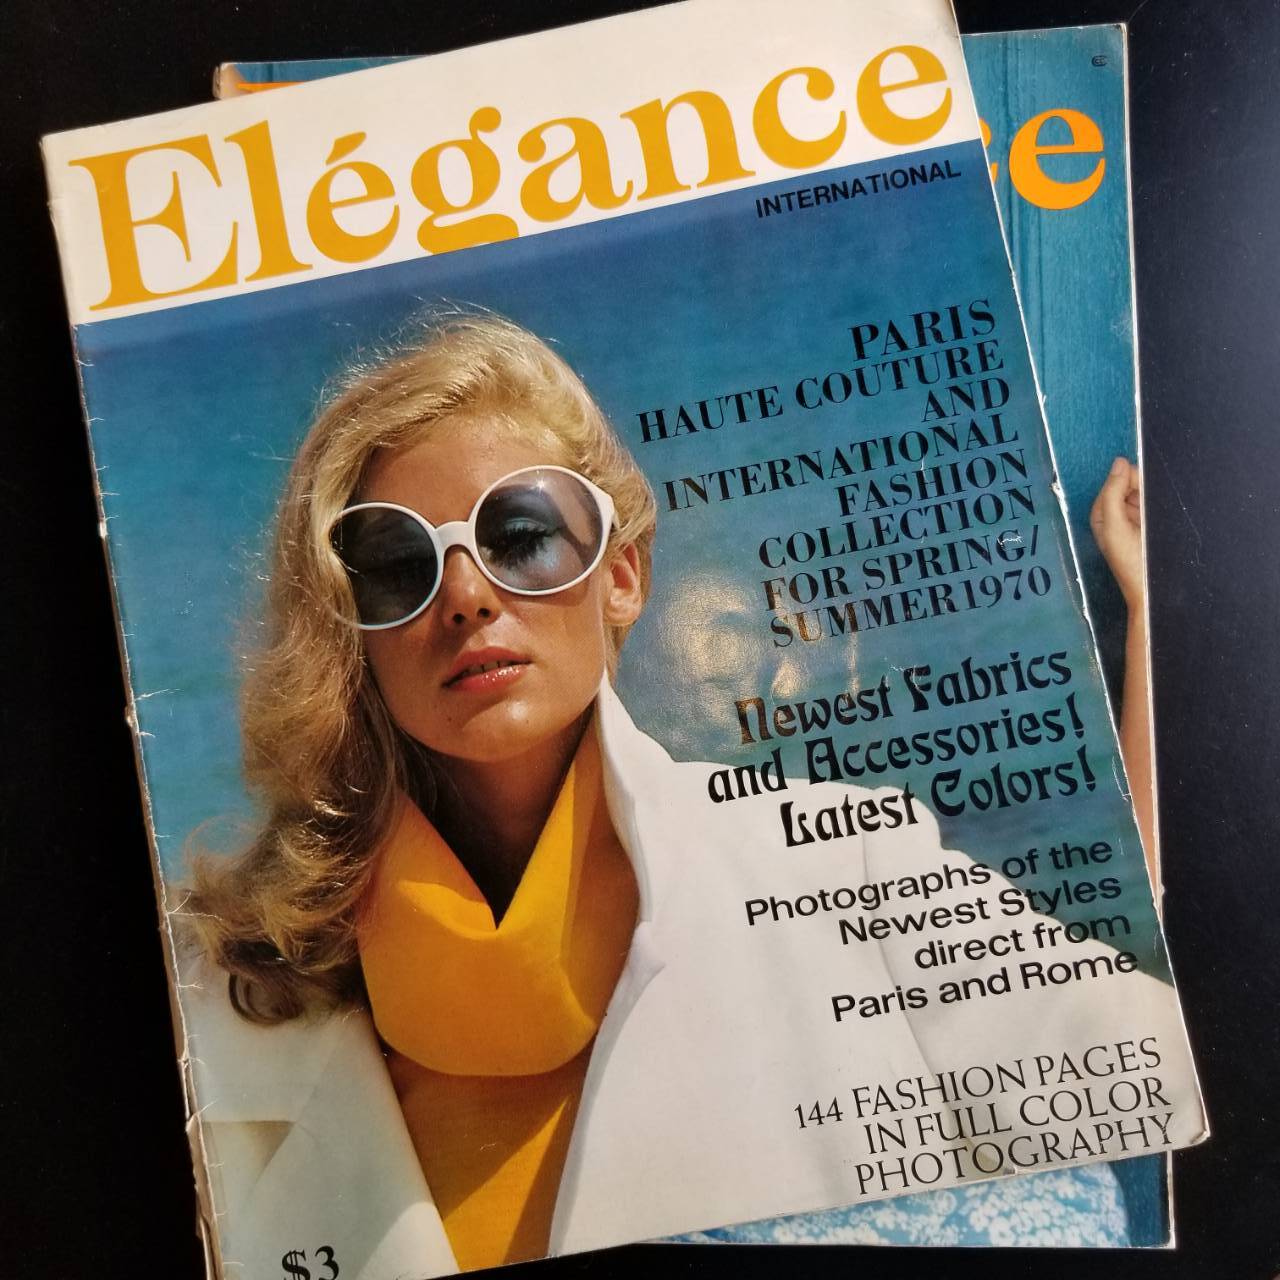 Elégance
INTERNATIONAL
PARIS
HAUTE COUTURE
AND
INTERNATIONAL
FASHION
COLLECTION
FOR SPRING/
SUMMER 1970
Newest Fabrics
and Accessories!
Latest Colors!
Photographs of the
Newest Styles
direct from
Paris and Rome
144 FASHION PAGES
IN FULL COLOR
PHOTOGRAPHY
$3
ce